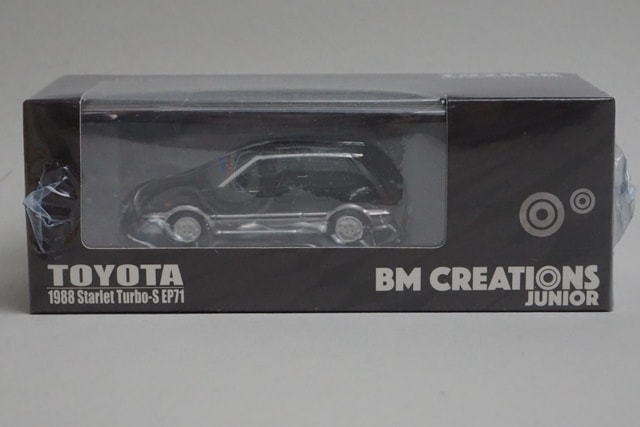 TOYOTA
1988 Starlet Turbo-S EP71
BM CREATIONS
JUNIOR